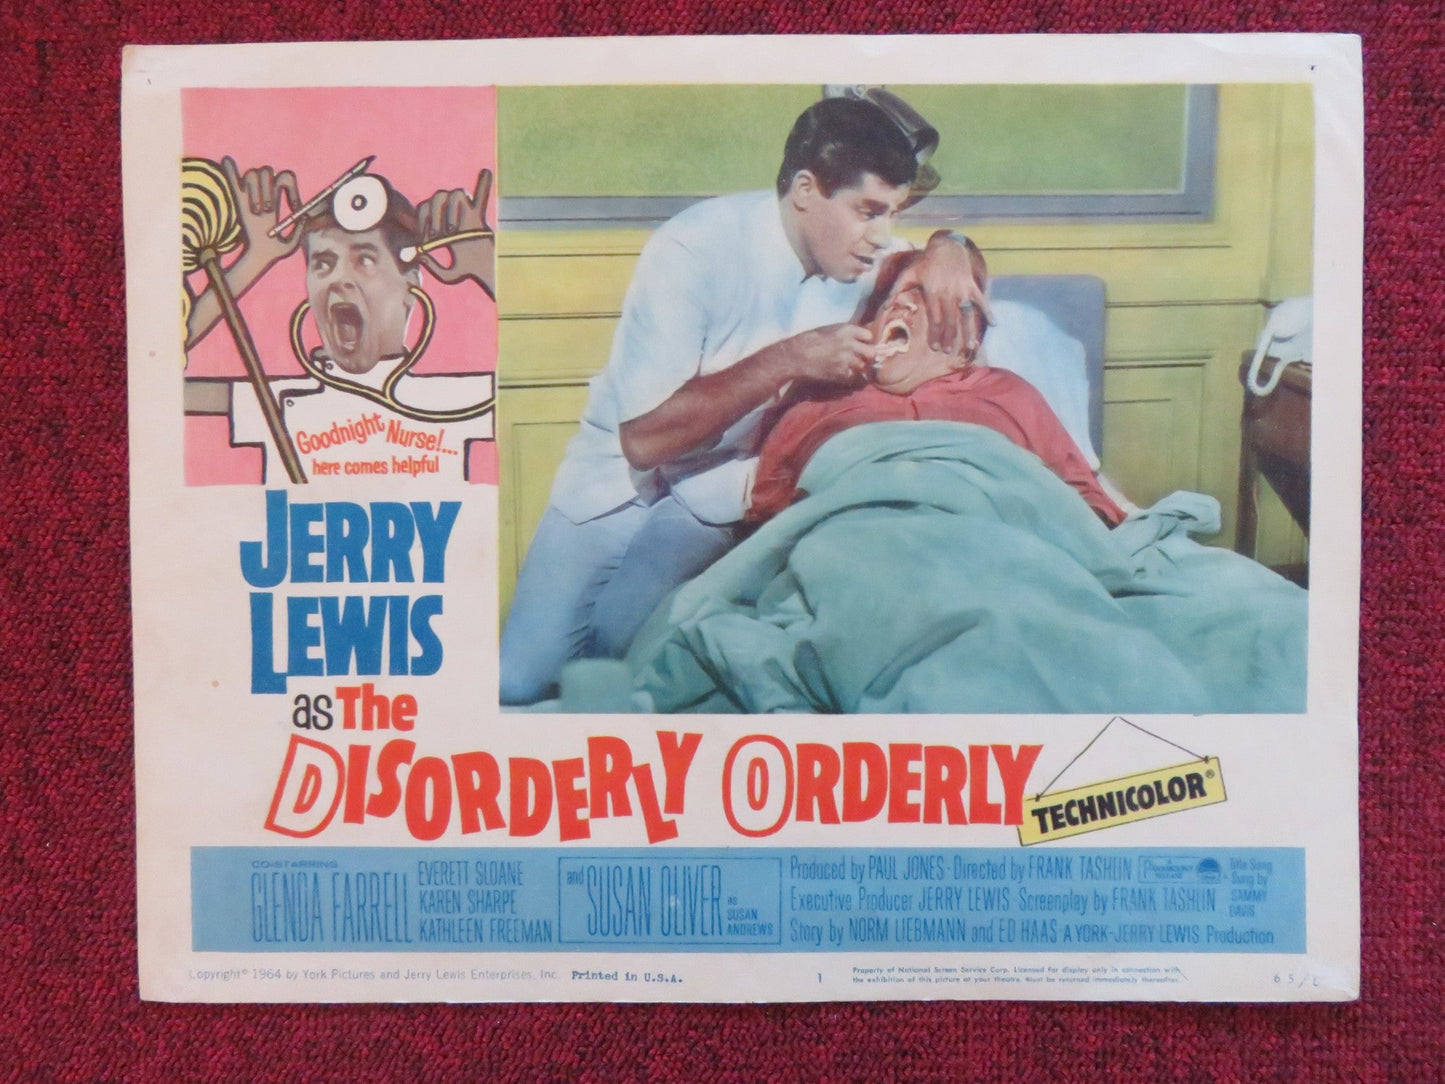 Goodnight Nurse!...
here comes helpful
JERRY
LEWIS
as The
DISORDERLY ORDERLY
TECHNICOLOR®
CO-STARRING
GLENDA FARRELL
EVERETT SLOANE
KAREN SHARPE
KATHLEEN FREEMAN
and SUSAN OLIVER as SUSAN ANDREWS
Produced by PAUL JONES · Directed by FRANK TASHLIN
Executive Producer JERRY LEWIS · Screenplay by FRANK TASHLIN
Story by NORM LIEBMANN and ED HAAS · A YORK-JERRY LEWIS Production
A PARAMOUNT RELEASE
Title Song
Sung by
SAMMY
DAVIS
Copyright © 1964 by York Pictures and Jerry Lewis Enterprises, Inc. Printed in U.S.A.
1
Property of National Screen Service Corp. Licensed for display only in connection with
the exhibition of this picture at your theatre. Must be returned immediately thereafter.
65/